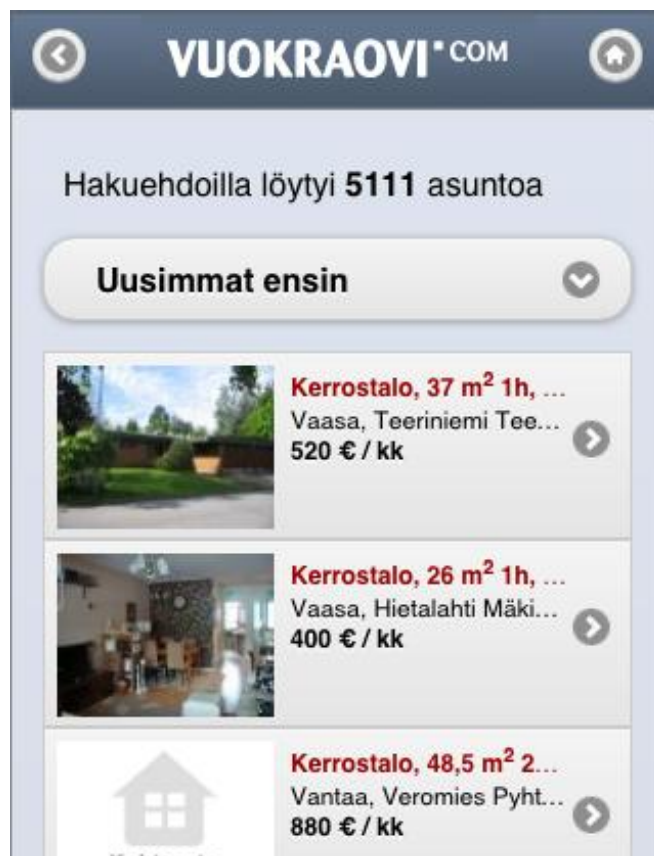 VUOKRAOVI.COM
Hakuehdoilla löytyi 5111 asuntoa
Uusimmat ensin
Kerrostalo, 37 m² 1h, ...
Vaasa, Teeriniemi Tee...
520 € / kk
Kerrostalo, 26 m² 1h, ...
Vaasa, Hietalahti Mäki...
400 € / kk
Kerrostalo, 48,5 m² 2...
Vantaa, Veromies Pyht...
880 € / kk